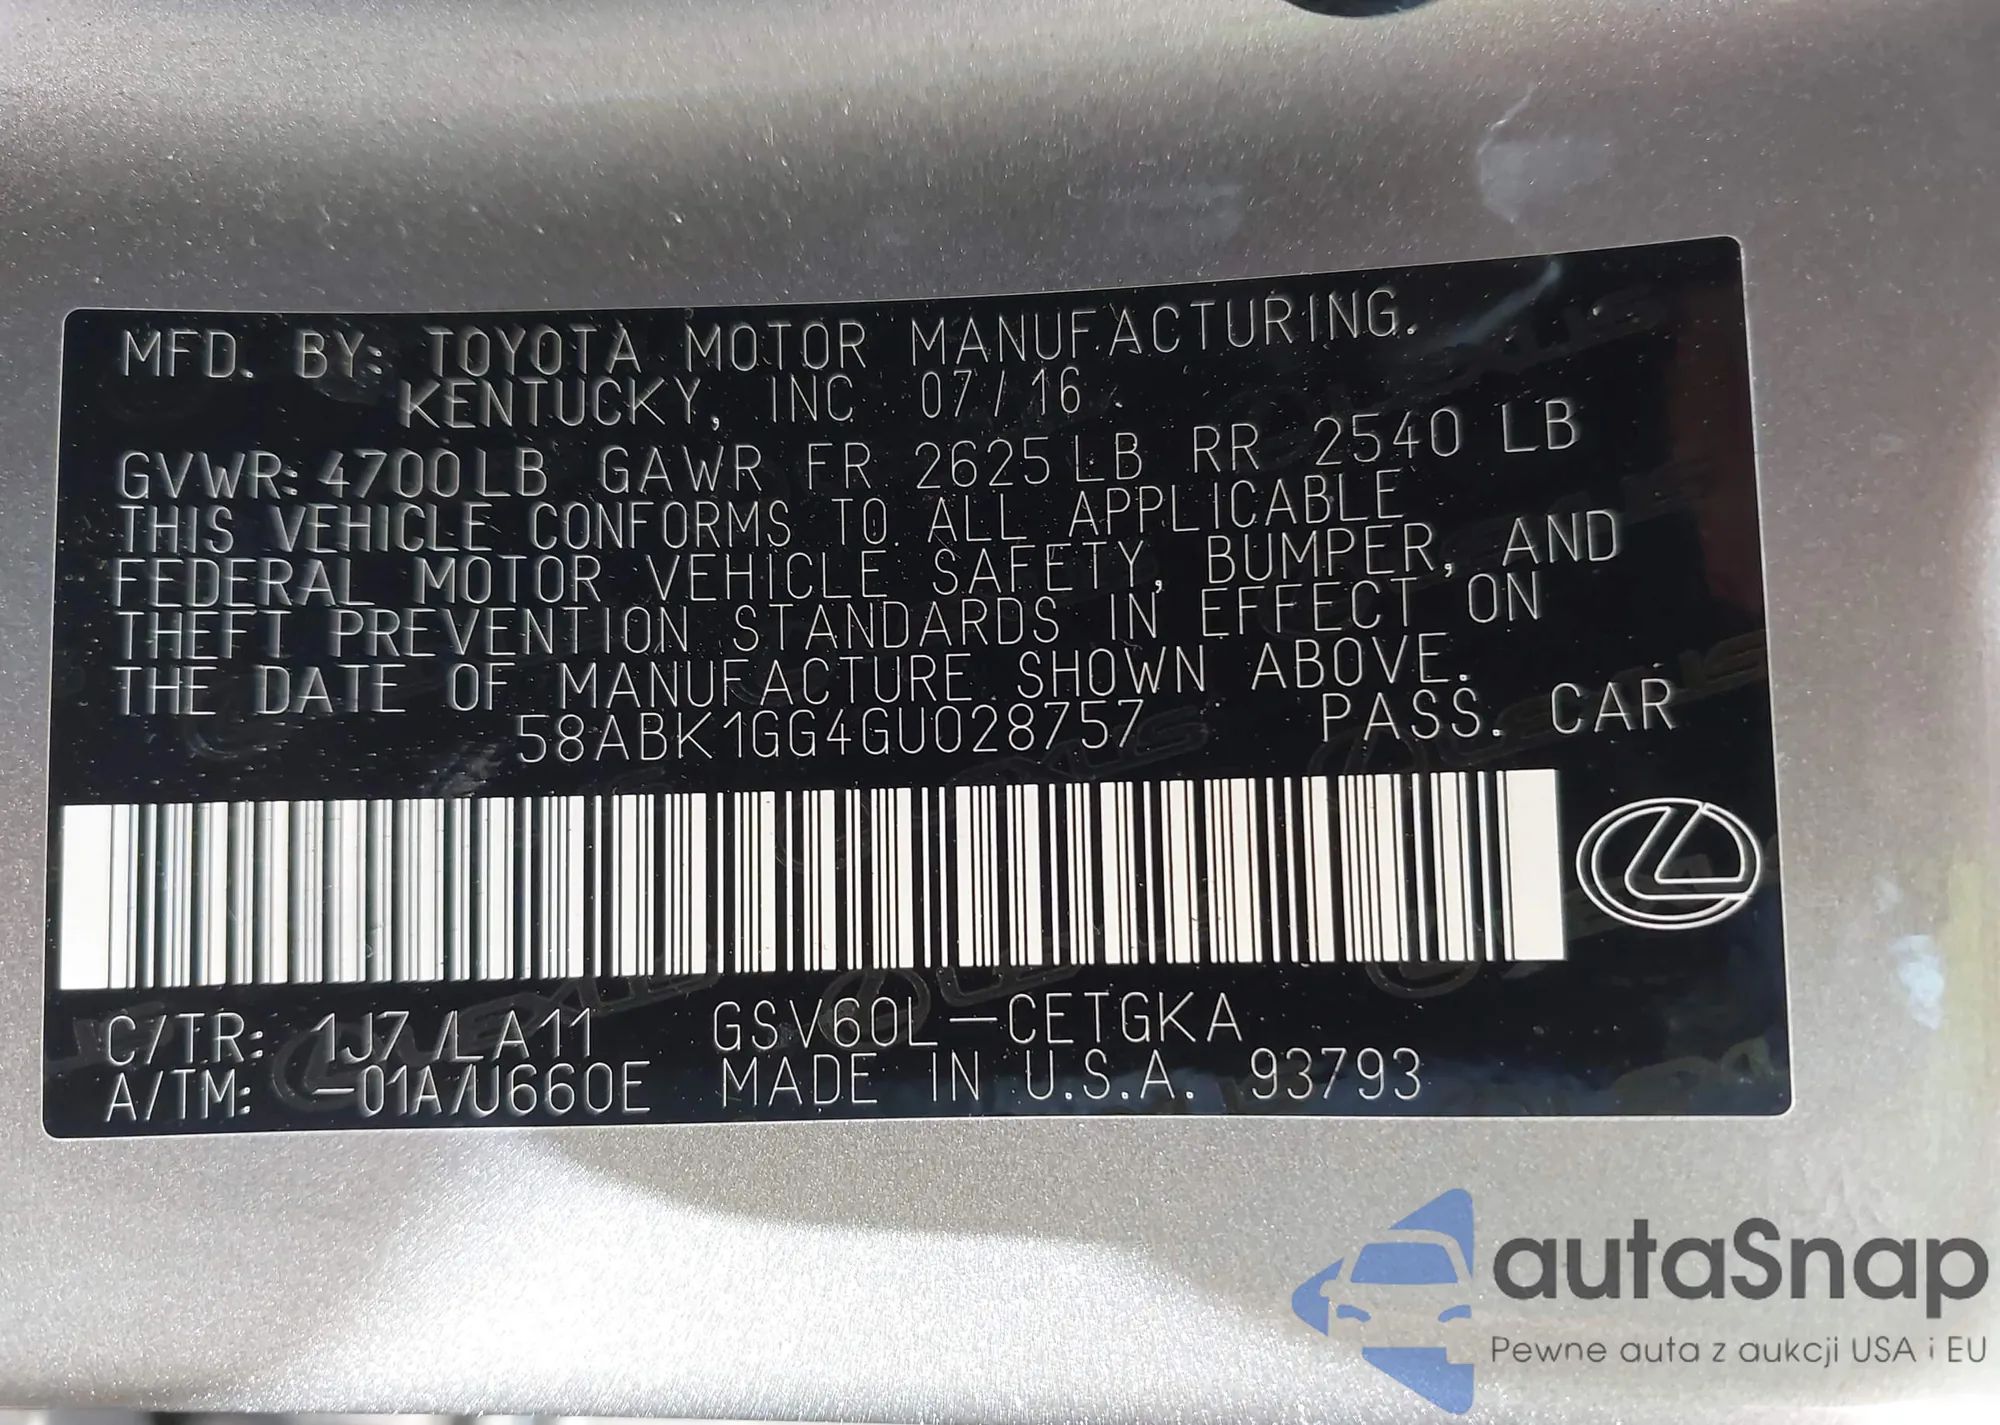 MFD. BY: TOYOTA MOTOR MANUFACTURING.
KENTUCKY, INC 07/16
GVWR: 4700LB GAWR FR 2625LB RR 2540 LB
THIS VEHICLE CONFORMS TO ALL APPLICABLE
FEDERAL MOTOR VEHICLE SAFETY, BUMPER, AND
THEFT PREVENTION STANDARDS IN EFFECT ON
THE DATE OF MANUFACTURE SHOWN ABOVE.
58ABK1GG4GU028757 PASS. CAR
C/TR: 1J7/LA11 GSV60L-CETGKA
A/TM: -01A/U660E MADE IN U.S.A. 93793
autaSnap
Pewne auta z aukcji USA i EU